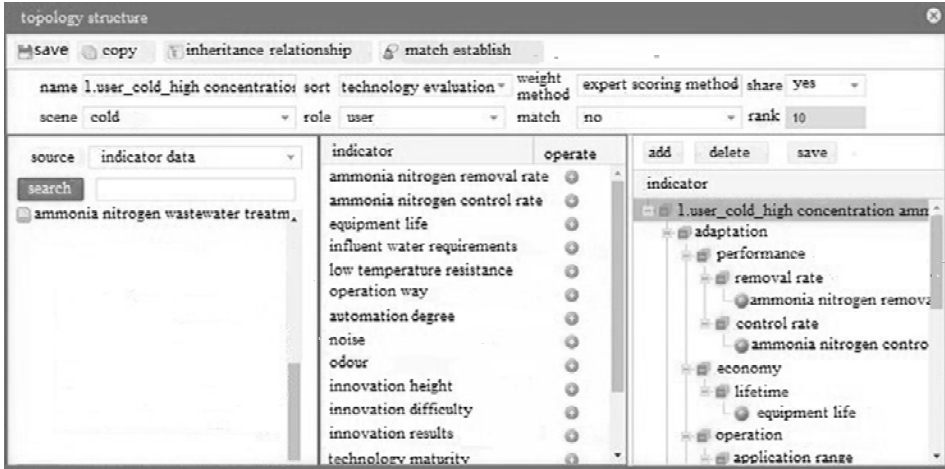 topology structure
save copy inheritance relationship match establish
name 1.user_cold_high concentration sort technology evaluation weight method expert scoring method share yes
scene cold role user match no rank 10
source indicator data
search
ammonia nitrogen wastewater treatm
indicator operate
ammonia nitrogen removal rate
ammonia nitrogen control rate
equipment life
influent water requirements
low temperature resistance
operation way
automation degree
noise
odour
innovation height
innovation difficulty
innovation results
technology maturity
add delete save
indicator
1.user_cold_high concentration amm
adaptation
performance
removal rate
ammonia nitrogen remova
control rate
ammonia nitrogen contro
economy
lifetime
equipment life
operation
application range